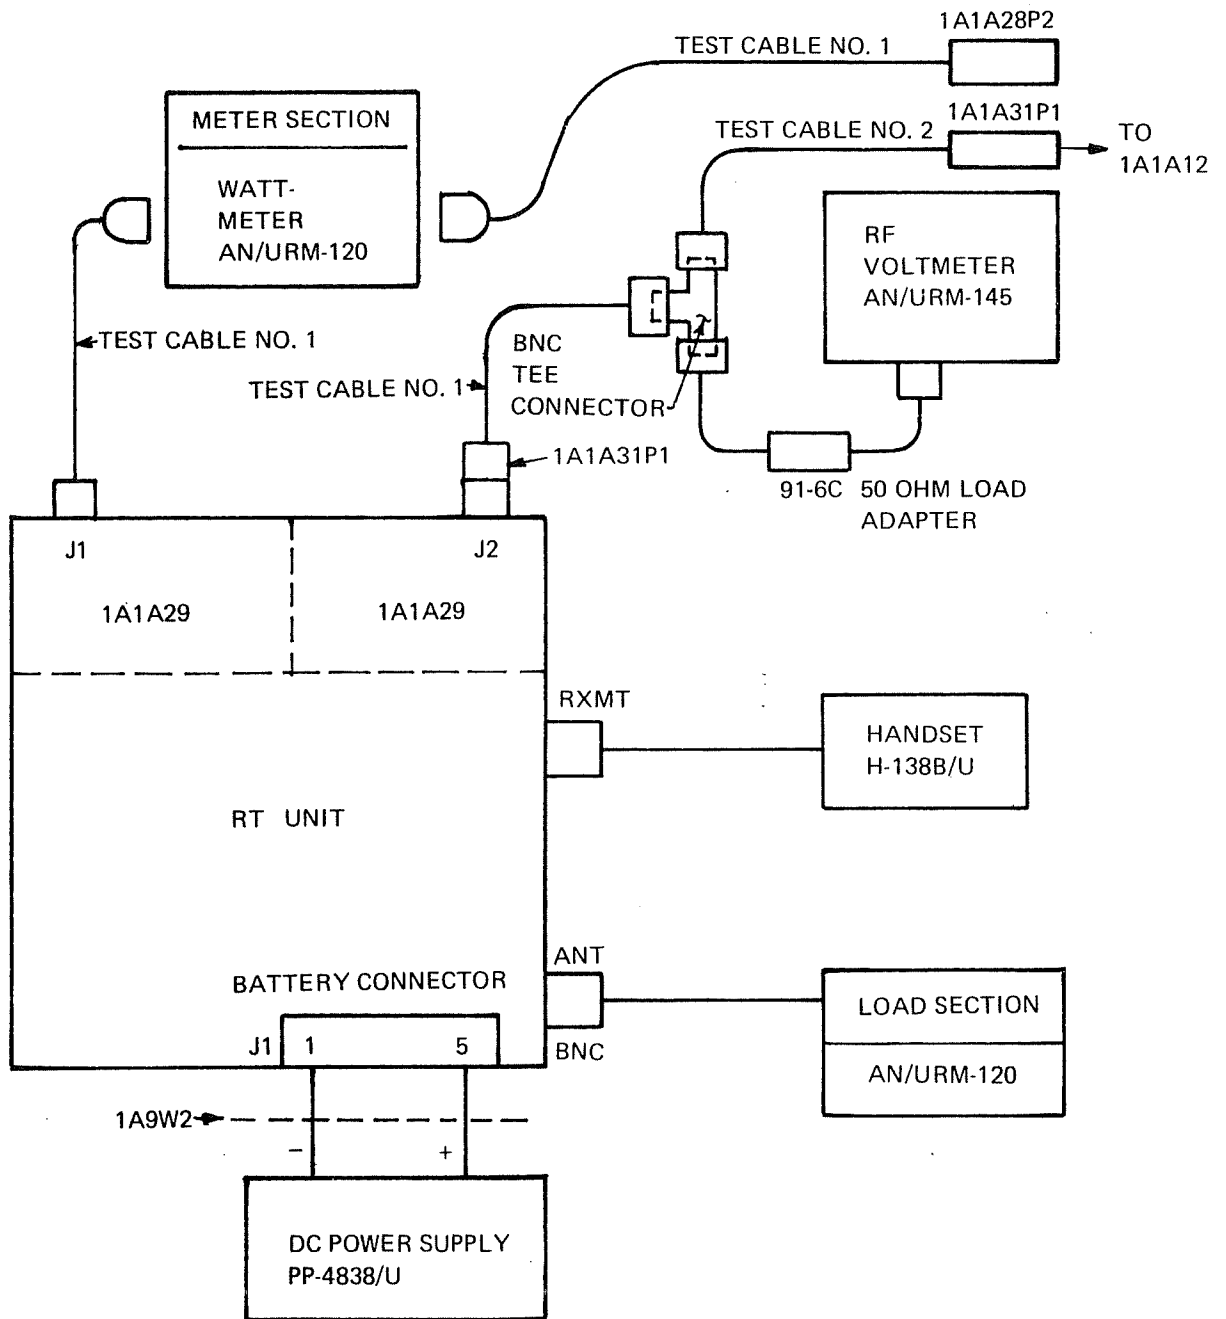 1A1A28P2
TEST CABLE NO. 1
METER SECTION
WATT-
METER
AN/URM-120
1A1A31P1
TEST CABLE NO. 2
TO
1A1A12
RF
VOLTMETER
AN/URM-145
TEST CABLE NO. 1
BNC
TEE
CONNECTOR
TEST CABLE NO. 1
1A1A31P1
91-6C 50 OHM LOAD
ADAPTER
J1
J2
1A1A29
1A1A29
RXMT
HANDSET
H-138B/U
RT UNIT
ANT
BATTERY CONNECTOR
LOAD SECTION
J1 1 5
BNC
AN/URM-120
1A9W2
− +
DC POWER SUPPLY
PP-4838/U